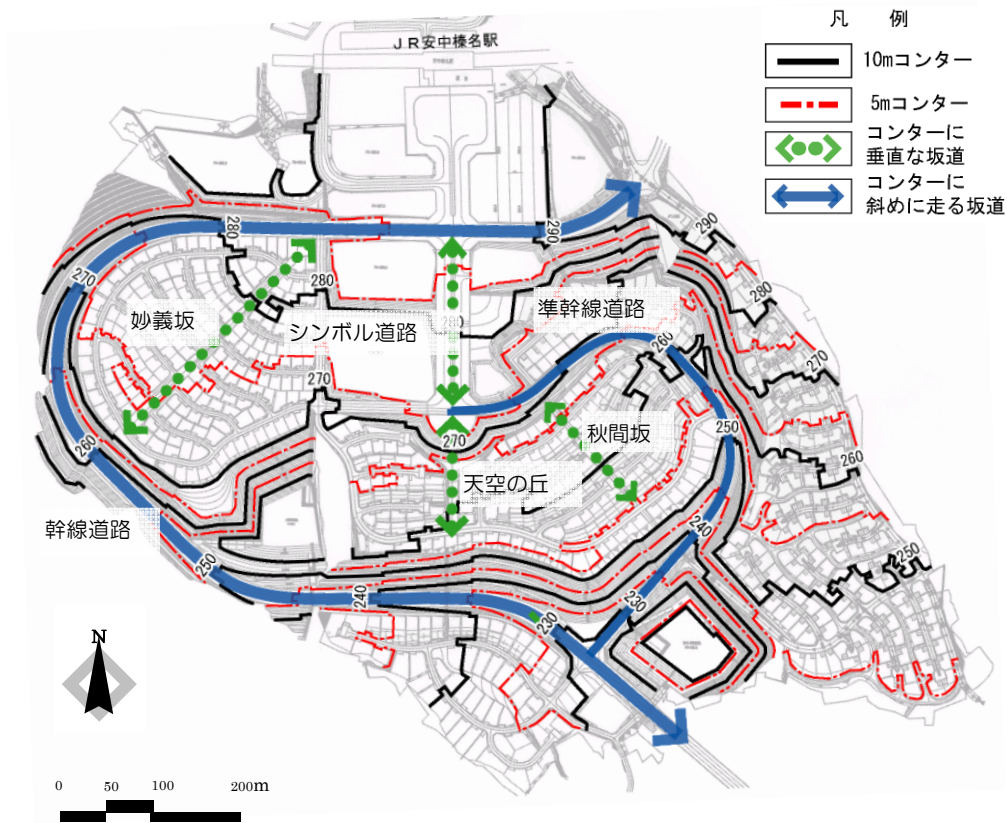 凡 例
10mコンター
5mコンター
コンターに
垂直な坂道
コンターに
斜めに走る坂道
JR安中榛名駅
290
280
290
270
280
280
妙義坂
シンボル道路
280
準幹線道路
260
270
270
270
秋間坂
250
260
260
天空の丘
幹線道路
240
250
250
240
230
230
N
0 50 100 200m